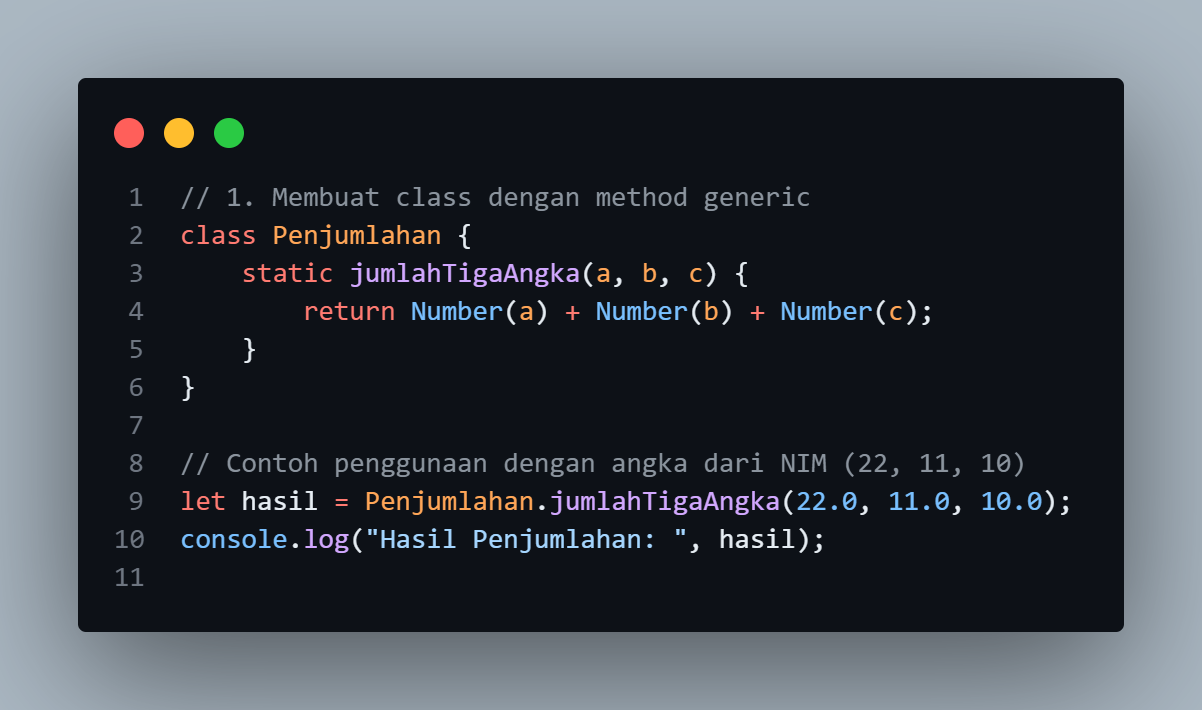 1 // 1. Membuat class dengan method generic
2 class Penjumlahan {
3     static jumlahTigaAngka(a, b, c) {
4         return Number(a) + Number(b) + Number(c);
5     }
6 }
7
8 // Contoh penggunaan dengan angka dari NIM (22, 11, 10)
9 let hasil = Penjumlahan.jumlahTigaAngka(22.0, 11.0, 10.0);
10 console.log("Hasil Penjumlahan: ", hasil);
11